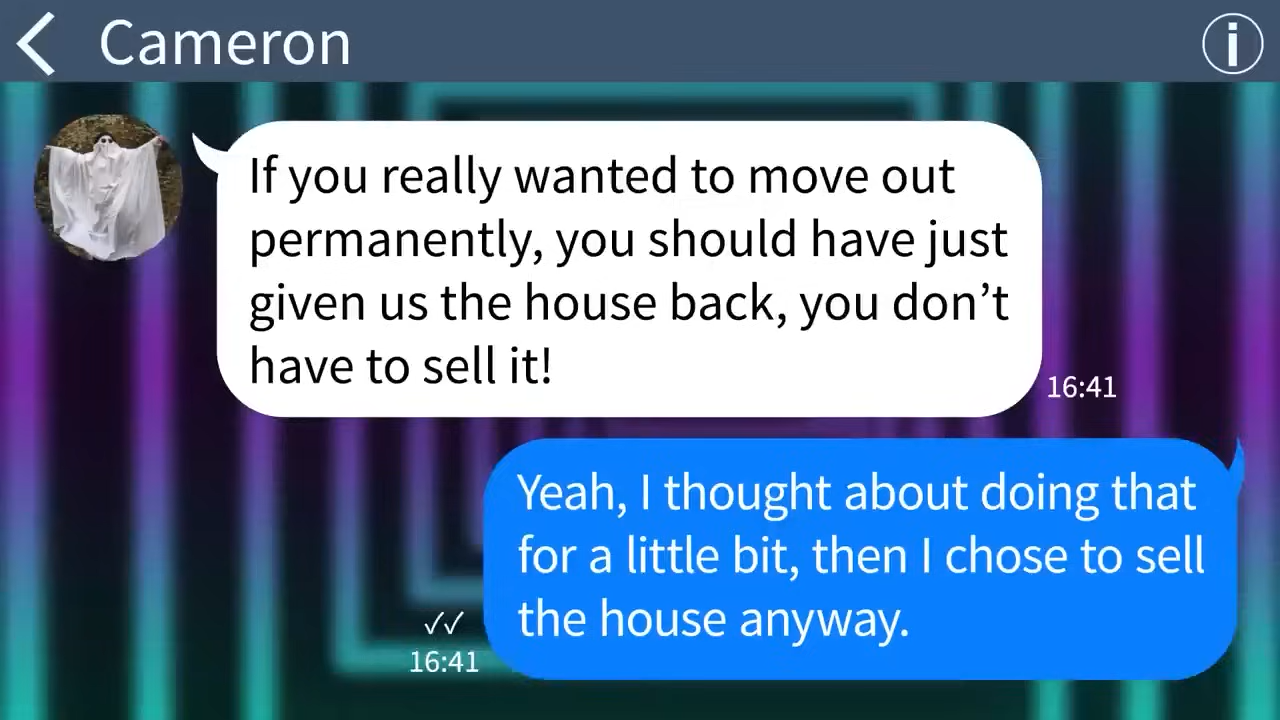 Cameron
If you really wanted to move out
permanently, you should have just
given us the house back, you don’t
have to sell it!
16:41
Yeah, I thought about doing that
for a little bit, then I chose to sell
the house anyway.
✓✓
16:41